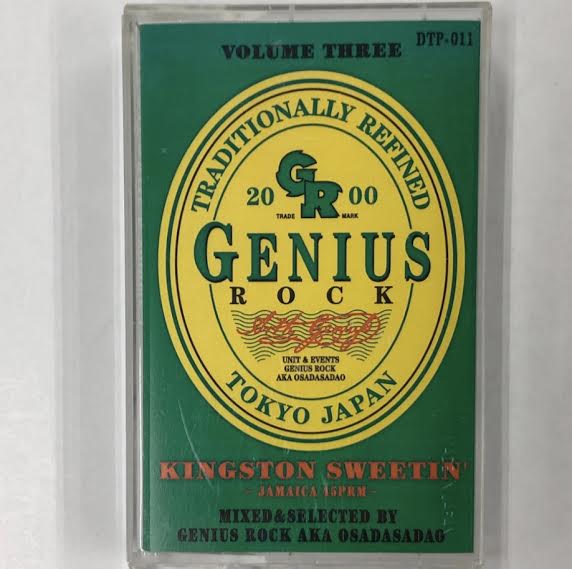 DTP-011
VOLUME THREE
TRADITIONALLY REFINED
GR
20 00
TRADE MARK
GENIUS
ROCK
UNIT & EVENTS
GENIUS ROCK
AKA OSADASADAO
TOKYO JAPAN
KINGSTON SWEETIN'
- JAMAICA 45PRM -
MIXED&SELECTED BY
GENIUS ROCK AKA OSADASADAO